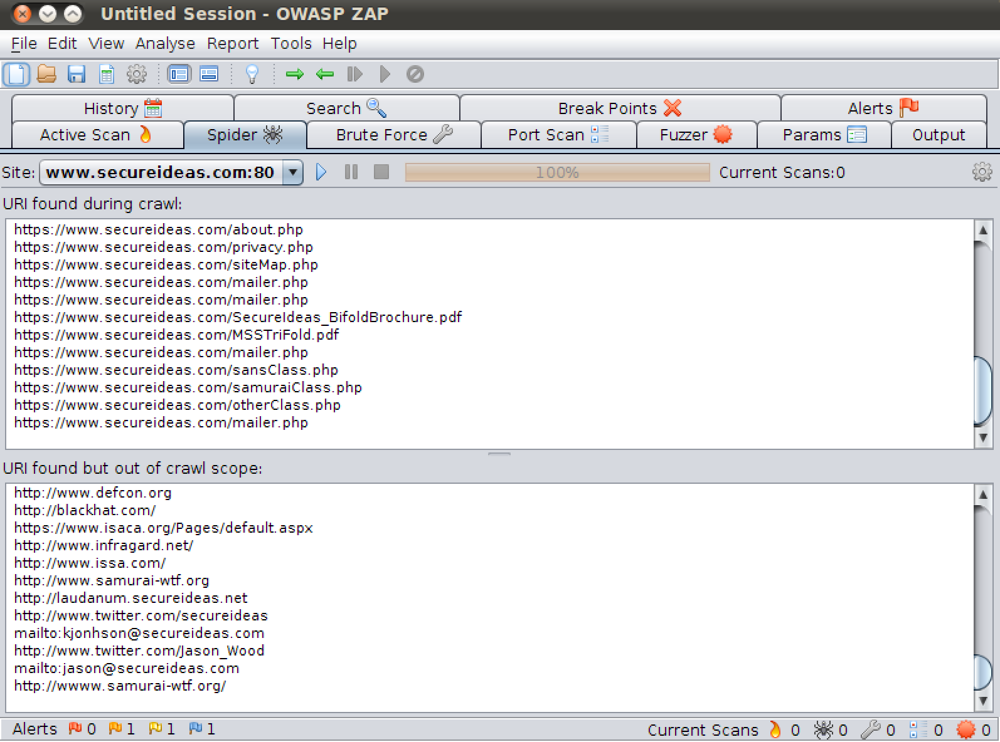 Untitled Session - OWASP ZAP
File Edit View Analyse Report Tools Help
History Search Break Points Alerts
Active Scan Spider Brute Force Port Scan Fuzzer Params Output
Site: www.secureideas.com:80 100% Current Scans:0
URI found during crawl:
https://www.secureideas.com/about.php
https://www.secureideas.com/privacy.php
https://www.secureideas.com/siteMap.php
https://www.secureideas.com/mailer.php
https://www.secureideas.com/mailer.php
https://www.secureideas.com/SecureIdeas_BifoldBrochure.pdf
https://www.secureideas.com/MSSTriFold.pdf
https://www.secureideas.com/mailer.php
https://www.secureideas.com/sansClass.php
https://www.secureideas.com/samuraiClass.php
https://www.secureideas.com/otherClass.php
https://www.secureideas.com/mailer.php
URI found but out of crawl scope:
http://www.defcon.org
http://blackhat.com/
https://www.isaca.org/Pages/default.aspx
http://www.infragard.net/
http://www.issa.com/
http://www.samurai-wtf.org
http://laudanum.secureideas.net
http://www.twitter.com/secureideas
mailto:kjonhson@secureideas.com
http://www.twitter.com/Jason_Wood
mailto:jason@secureideas.com
http://wwww.samurai-wtf.org/
Alerts 0 1 1 1 Current Scans 0 0 0 0 0